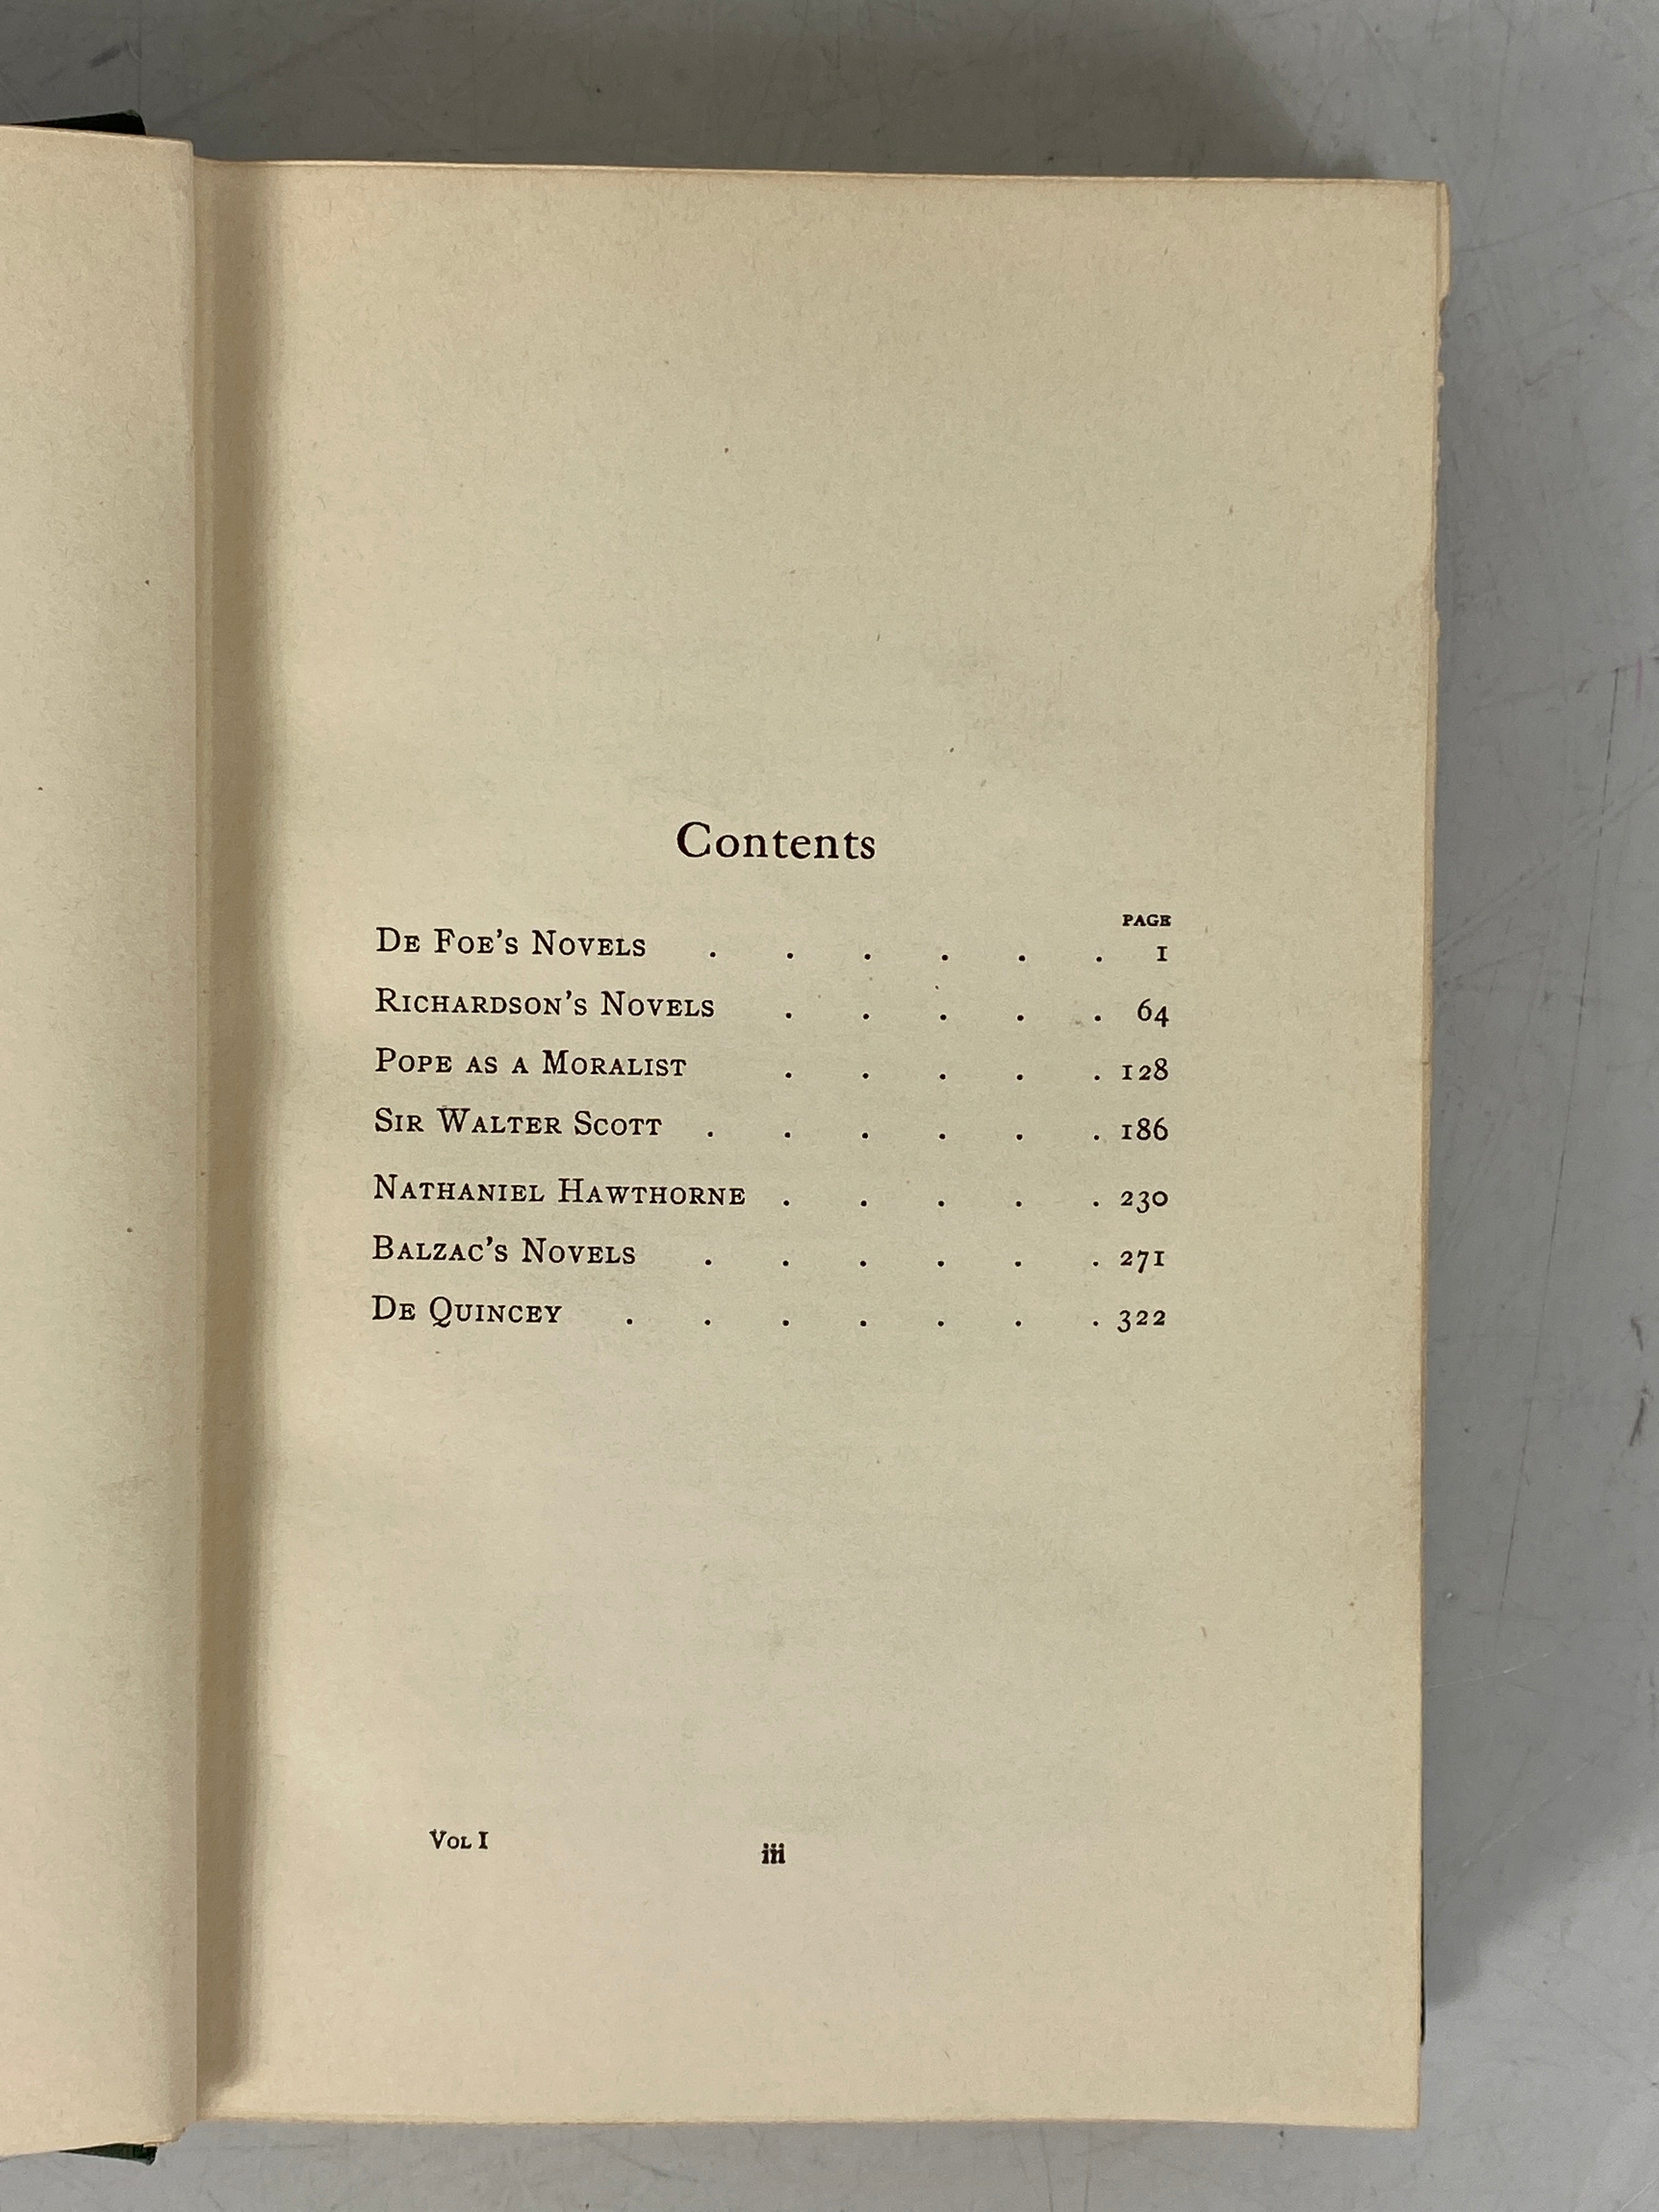 Contents
PAGE
De Foe's Novels . . . . . . 1
Richardson's Novels . . . . . 64
Pope as a Moralist . . . . . 128
Sir Walter Scott . . . . . . 186
Nathaniel Hawthorne . . . . . 230
Balzac's Novels . . . . . . 271
De Quincey . . . . . . . 322
Vol I iii